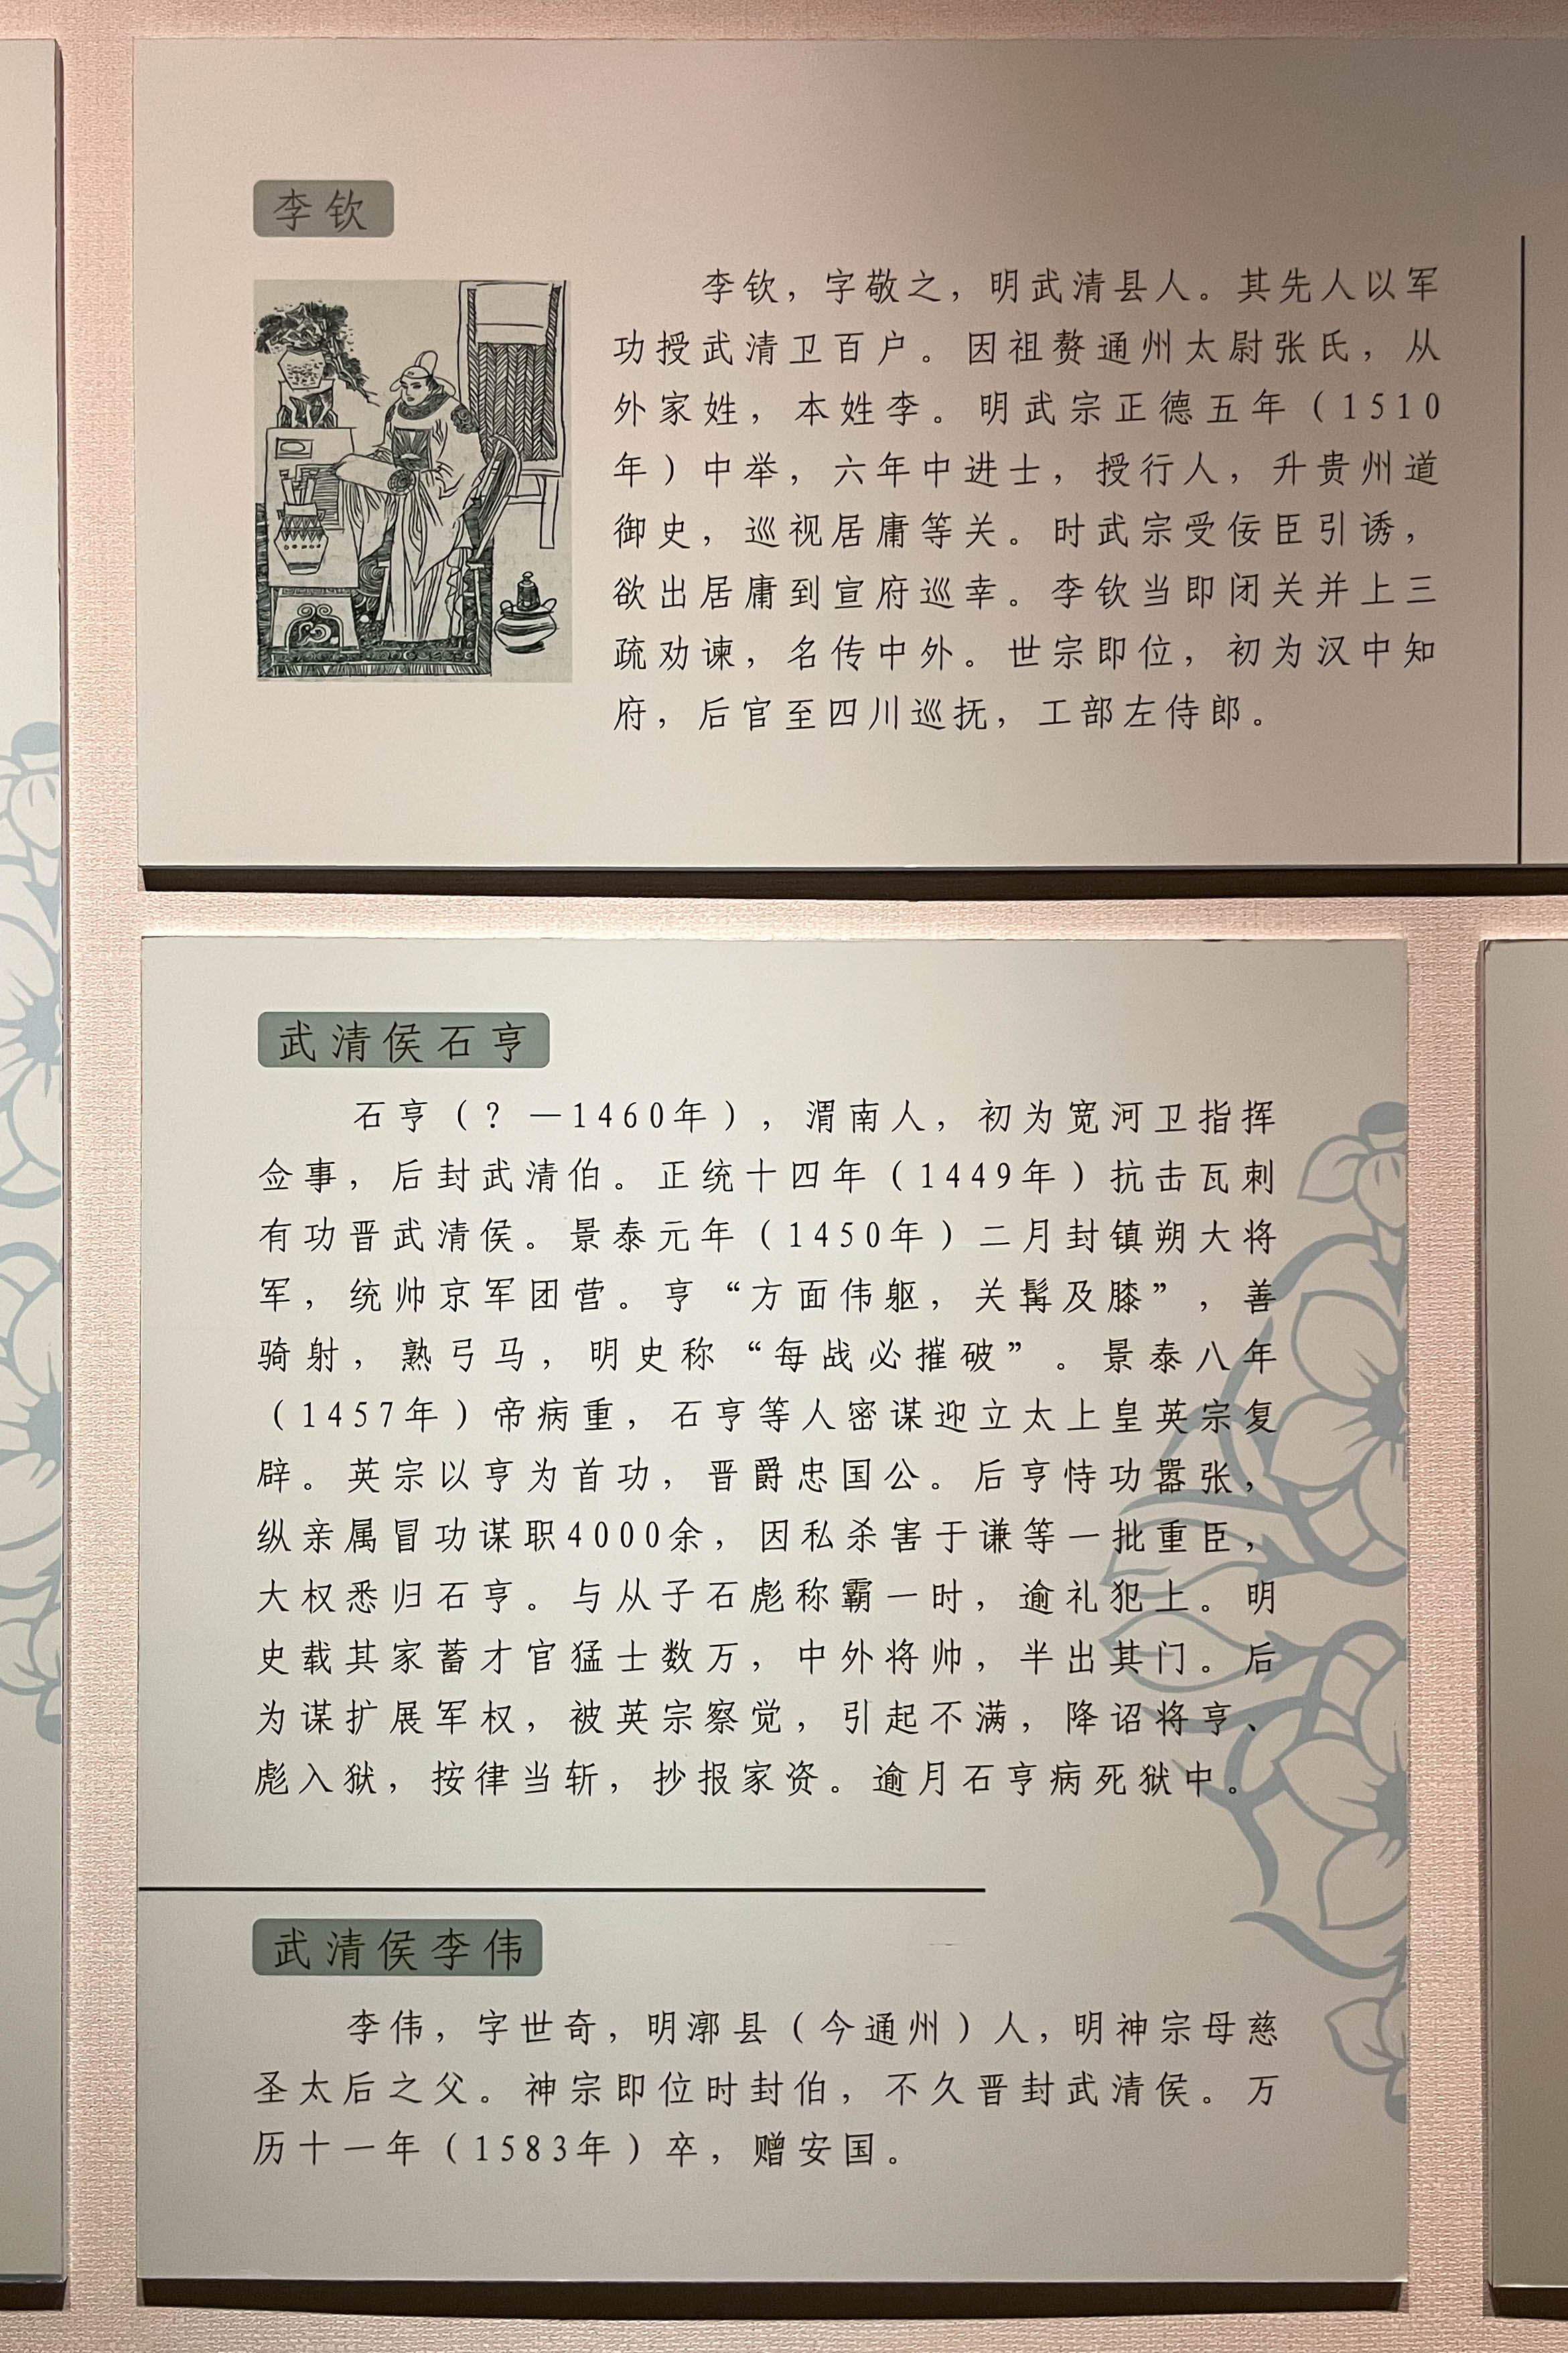 李钦
李钦，字敬之，明武清县人。其先人以军
功授武清卫百户。因祖赘通州太尉张氏，从
外家姓，本姓李。明武宗正德五年（1510
年）中举，六年中进士，授行人，升贵州道
御史，巡视居庸等关。时武宗受佞臣引诱，
欲出居庸到宣府巡幸。李钦当即闭关并上三
疏劝谏，名传中外。世宗即位，初为汉中知
府，后官至四川巡抚，工部左侍郎。
武清侯石亨
石亨（？—1460年），渭南人，初为宽河卫指挥
佥事，后封武清伯。正统十四年（1449年）抗击瓦刺
有功晋武清侯。景泰元年（1450年）二月封镇朔大将
军，统帅京军团营。亨“方面伟躯，关髯及膝”，善
骑射，熟弓马，明史称“每战必摧破”。景泰八年
（1457年）帝病重，石亨等人密谋迎立太上皇英宗复
辟。英宗以亨为首功，晋爵忠国公。后亨恃功嚣张，
纵亲属冒功谋职4000余，因私杀害于谦等一批重臣，
大权悉归石亨。与从子石彪称霸一时，逾礼犯上。明
史载其家蓄才官猛士数万，中外将帅，半出其门。后
为谋扩展军权，被英宗察觉，引起不满，降诏将亨、
彪入狱，按律当斩，抄报家资。逾月石亨病死狱中。
武清侯李伟
李伟，字世奇，明漷县（今通州）人，明神宗母慈
圣太后之父。神宗即位时封伯，不久晋封武清侯。万
历十一年（1583年）卒，赠安国。